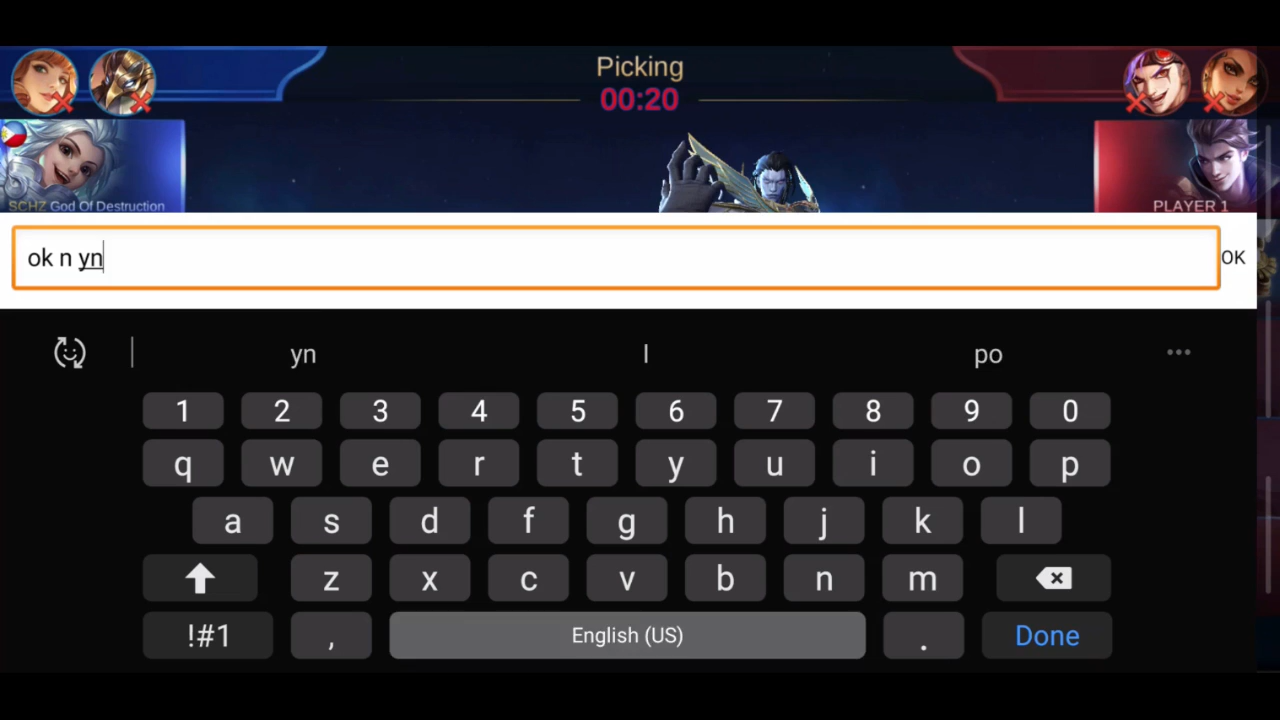 Picking
00:20
SCHZ God Of Destruction
PLAYER 1
ok n yn
OK
yn I po
1 2 3 4 5 6 7 8 9 0
q w e r t y u i o p
a s d f g h j k l
z x c v b n m
!#1 , English (US) . Done